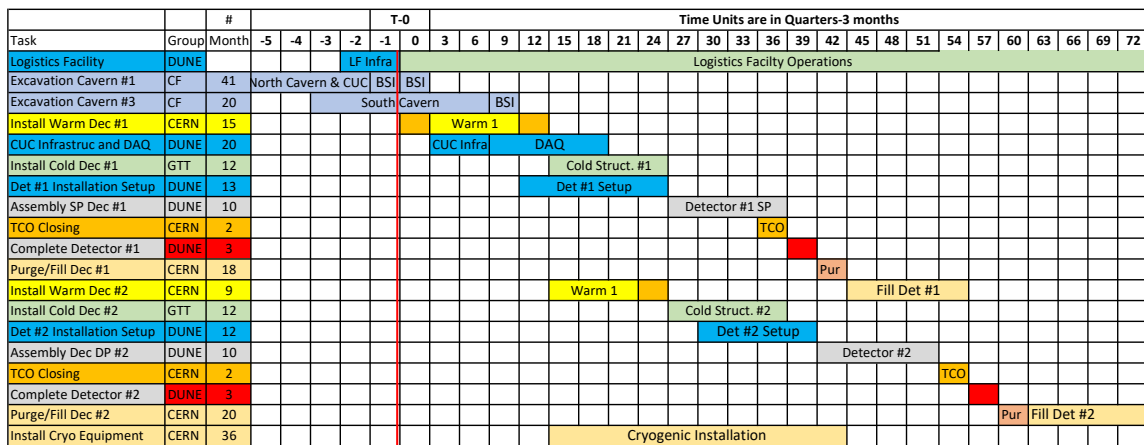 # T-0 Time Units are in Quarters-3 months
Task Group Month -5 -4 -3 -2 -1 0 3 6 9 12 15 18 21 24 27 30 33 36 39 42 45 48 51 54 57 60 63 66 69 72
Logistics Facility DUNE LF Infra Logistics Facilty Operations
Excavation Cavern #1 CF 41 North Cavern & CUC BSI BSI
Excavation Cavern #3 CF 20 South Cavern BSI
Install Warm Dec #1 CERN 15 Warm 1
CUC Infrastruc and DAQ DUNE 20 CUC Infra DAQ
Install Cold Dec #1 GTT 12 Cold Struct. #1
Det #1 Installation Setup DUNE 13 Det #1 Setup
Assembly SP Dec #1 DUNE 10 Detector #1 SP
TCO Closing CERN 2 TCO
Complete Detector #1 DUNE 3
Purge/Fill Dec #1 CERN 18 Pur
Install Warm Dec #2 CERN 9 Warm 1 Fill Det #1
Install Cold Dec #2 GTT 12 Cold Struct. #2
Det #2 Installation Setup DUNE 12 Det #2 Setup
Assembly Dec DP #2 DUNE 10 Detector #2
TCO Closing CERN 2 TCO
Complete Detector #2 DUNE 3
Purge/Fill Dec #2 CERN 20 Pur Fill Det #2
Install Cryo Equipment CERN 36 Cryogenic Installation